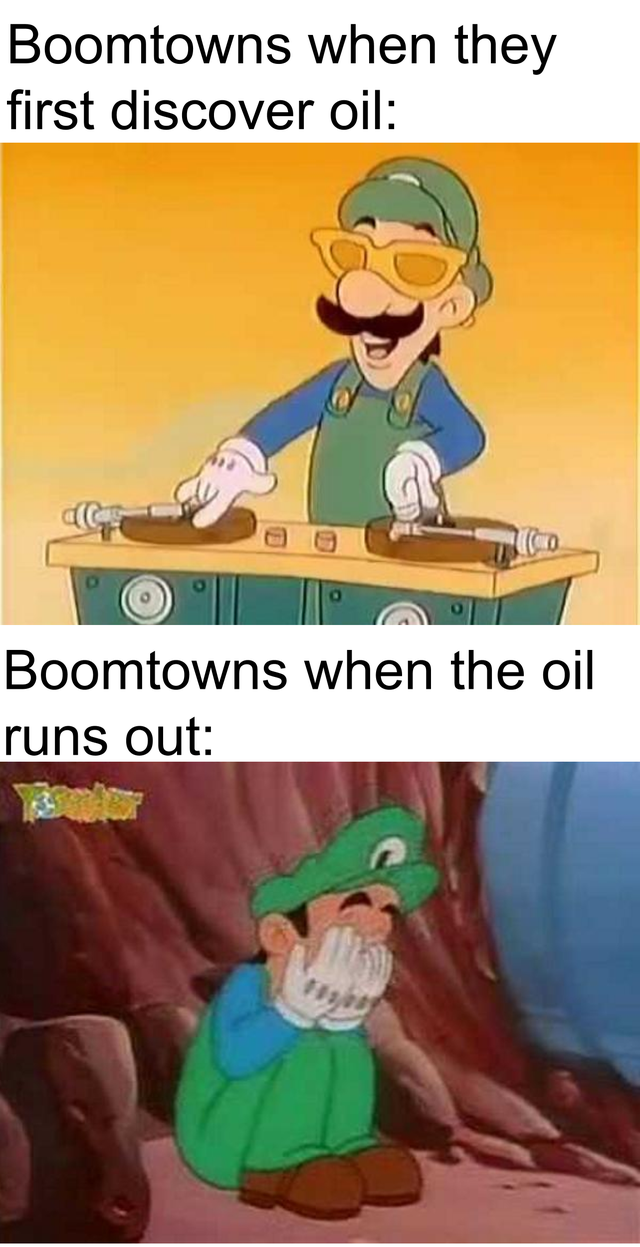 Boomtowns when they
first discover oil:
Boomtowns when the oil
runs out: